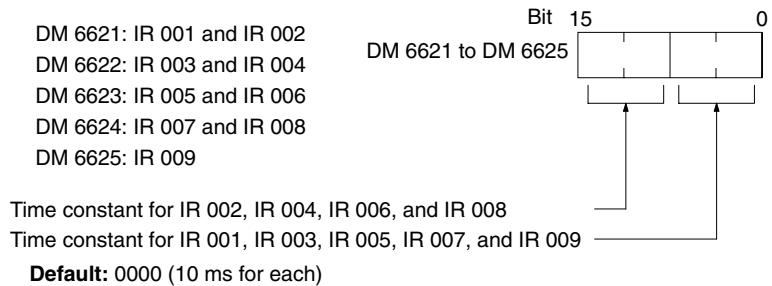 Bit 15 0
DM 6621 to DM 6625
DM 6621: IR 001 and IR 002
DM 6622: IR 003 and IR 004
DM 6623: IR 005 and IR 006
DM 6624: IR 007 and IR 008
DM 6625: IR 009
Time constant for IR 002, IR 004, IR 006, and IR 008
Time constant for IR 001, IR 003, IR 005, IR 007, and IR 009
Default: 0000 (10 ms for each)